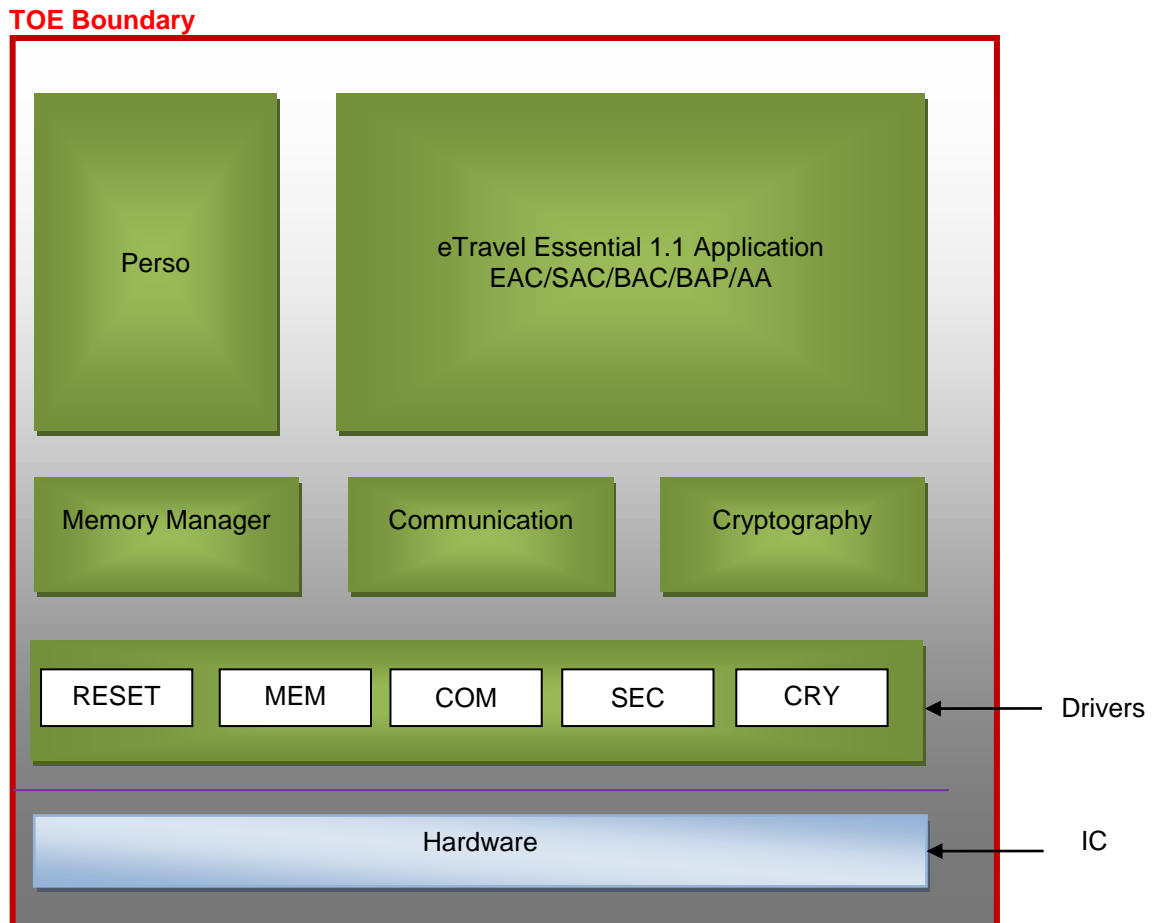 TOE Boundary
Perso
eTravel Essential 1.1 Application
EAC/SAC/BAC/BAP/AA
Memory Manager
Communication
Cryptography
RESET
MEM
COM
SEC
CRY
Drivers
Hardware
IC